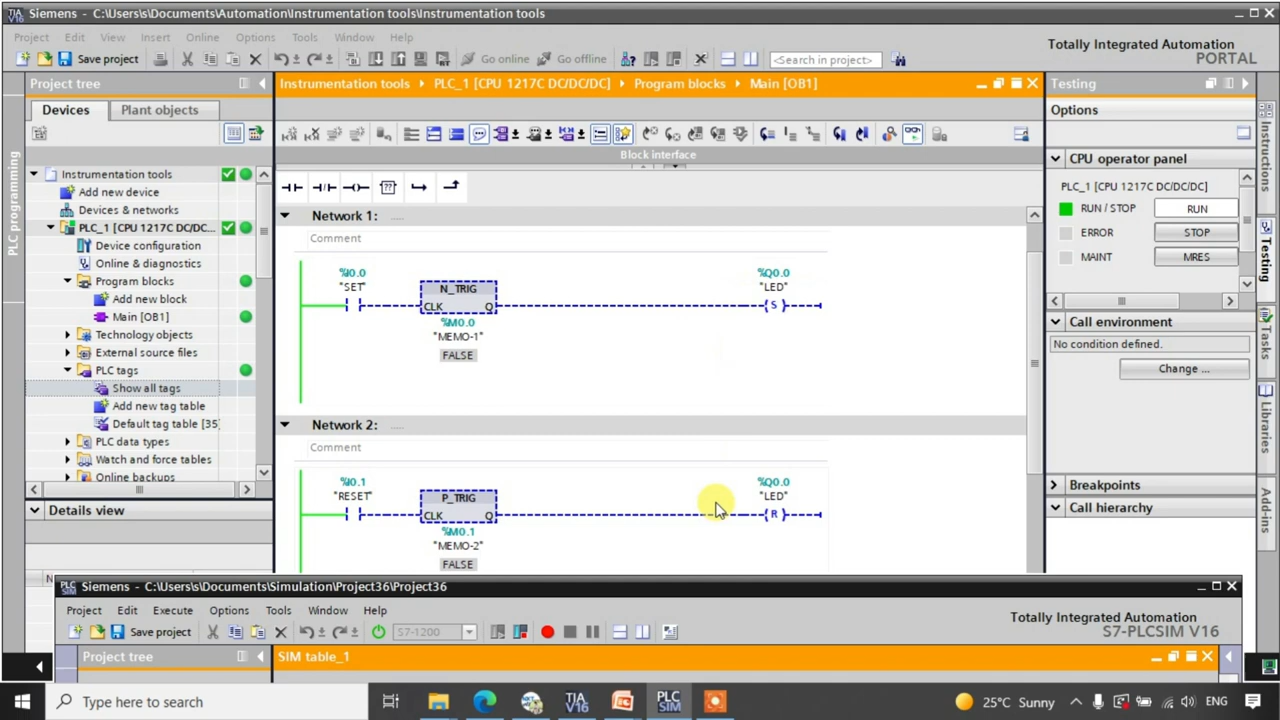 Siemens - C:\Users\s\Documents\Automation\Instrumentation tools\Instrumentation tools
Project Edit View Insert Online Options Tools Window Help
Totally Integrated Automation
PORTAL
Save project
Go online
Go offline
<Search in project>
Project tree
Instrumentation tools
PLC_1 [CPU 1217C DC/DC/DC]
Program blocks
Main [OB1]
Testing
Devices
Plant objects
Options
PLC programming
Block interface
Instrumentation tools
Add new device
Devices & networks
PLC_1 [CPU 1217C DC/DC...
Device configuration
Online & diagnostics
Program blocks
Add new block
Main [OB1]
Technology objects
External source files
PLC tags
Show all tags
Add new tag table
Default tag table [35]
PLC data types
Watch and force tables
Online backups
Details view
Network 1:
Comment
%I0.0
"SET"
N_TRIG
CLK Q
%M0.0
"MEMO-1"
FALSE
%Q0.0
"LED"
S
Network 2:
Comment
%I0.1
"RESET"
P_TRIG
CLK Q
%M0.1
"MEMO-2"
FALSE
%Q0.0
"LED"
R
CPU operator panel
PLC_1 [CPU 1217C DC/DC/DC]
RUN / STOP RUN
ERROR STOP
MAINT MRES
Call environment
No condition defined.
Change ...
Breakpoints
Call hierarchy
Instructions
Testing
Tasks
Libraries
Add-ins
Siemens - C:\Users\s\Documents\Simulation\Project36\Project36
Project Edit Execute Options Tools Window Help
Totally Integrated Automation
S7-PLCSIM V16
Save project
S7-1200
Project tree
SIM table_1
Type here to search
25°C Sunny
ENG